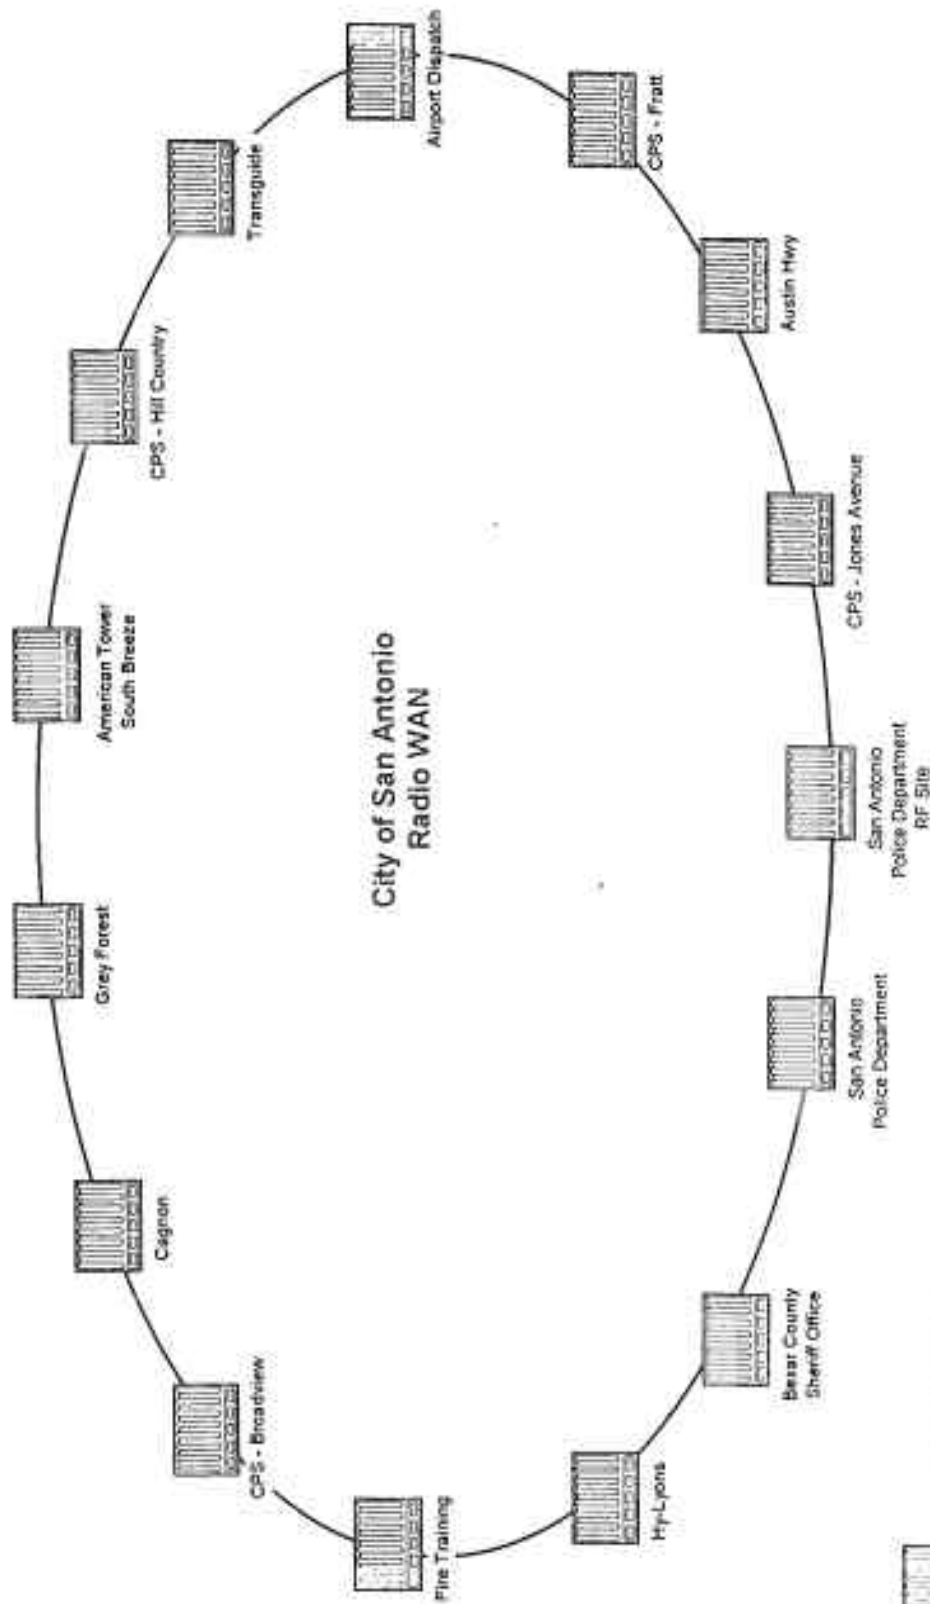 City of San Antonio
Radio WAN
Fire Training
CPS - Broadview
Cagnon
Grey Forest
American Tower
South Breeze
CPS - Hill Country
Transguide
Airport Dispatch
CPS - Fratt
Austin Hwy
CPS - Jones Avenue
San Antonio
Police Department
RF Site
San Antonio
Police Department
Bexar County
Sheriff Office
Hy-Lyons